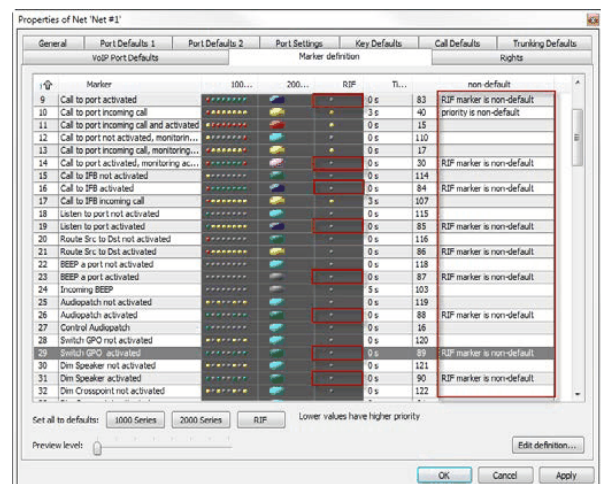 Properties of Net 'Net #1'
General Port Defaults 1 Port Defaults 2 Port Settings Key Defaults Call Defaults Trunking Defaults
VoIP Port Defaults Marker definition Rights
Marker 100... 200... RIF Ti... non-default
9 Call to port activated 0 s 83 RIF marker is non-default
10 Call to port incoming call 3 s 40 priority is non-default
11 Call to port incoming call and activated 0 s 15
12 Call to port not activated, monitorin... 0 s 110
13 Call to port incoming call, monitoring... 0 s 17
14 Call to port activated, monitoring ac... 0 s 30 RIF marker is non-default
15 Call to IFB not activated 0 s 114
16 Call to IFB activated 0 s 84 RIF marker is non-default
17 Call to IFB incoming call 3 s 107
18 Listen to port not activated 0 s 115
19 Listen to port activated 0 s 85 RIF marker is non-default
20 Route Src to Dst not activated 0 s 116
21 Route Src to Dst activated 0 s 86 RIF marker is non-default
22 BEEP a port not activated 0 s 118
23 BEEP a port activated 0 s 87 RIF marker is non-default
24 Incoming BEEP 5 s 103
25 Audiopatch not activated 0 s 119
26 Audiopatch activated 0 s 88 RIF marker is non-default
27 Control Audiopatch 0 s 16
28 Switch GPO not activated 0 s 120
29 Switch GPO activated 0 s 89 RIF marker is non-default
30 Dim Speaker not activated 0 s 121
31 Dim Speaker activated 0 s 90 RIF marker is non-default
32 Dim Crosspoint not activated 0 s 122
Set all to defaults: 1000 Series 2000 Series RIF Lower values have higher priority
Preview level: Edit definition...
OK Cancel Apply